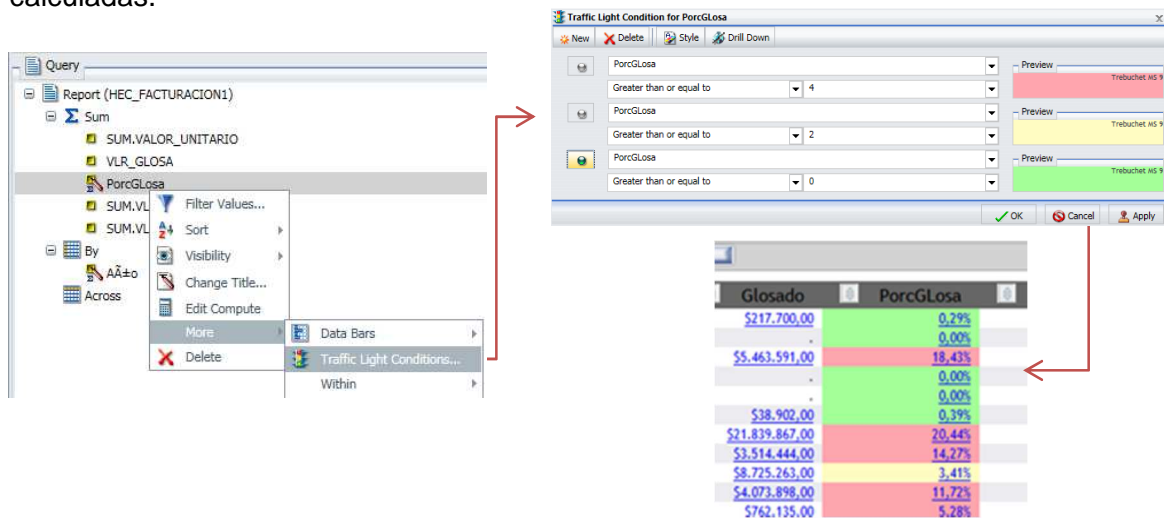 calculadas.
Query
Report (HEC_FACTURACION1)
Sum
SUM.VALOR_UNITARIO
VLR_GLOSA
PorcGLosa
SUM.VL
SUM.VL
By
AÃ±o
Across
Filter Values...
Sort
Visibility
Change Title...
Edit Compute
More
Delete
Data Bars
Traffic Light Conditions...
Within
Traffic Light Condition for PorcGLosa
New Delete Style Drill Down
PorcGLosa
Greater than or equal to 4
Preview
Trebuchet MS 9
PorcGLosa
Greater than or equal to 2
Preview
Trebuchet MS 9
PorcGLosa
Greater than or equal to 0
Preview
Trebuchet MS 9
OK Cancel Apply
Glosado PorcGLosa
$217.700,00 0,29%
. 0,00%
$5.463.591,00 18,43%
. 0,00%
. 0,00%
$38.902,00 0,39%
$21.839.867,00 20,44%
$3.514.444,00 14,27%
$8.725.263,00 3,41%
$4.073.898,00 11,72%
$762.135,00 5,28%